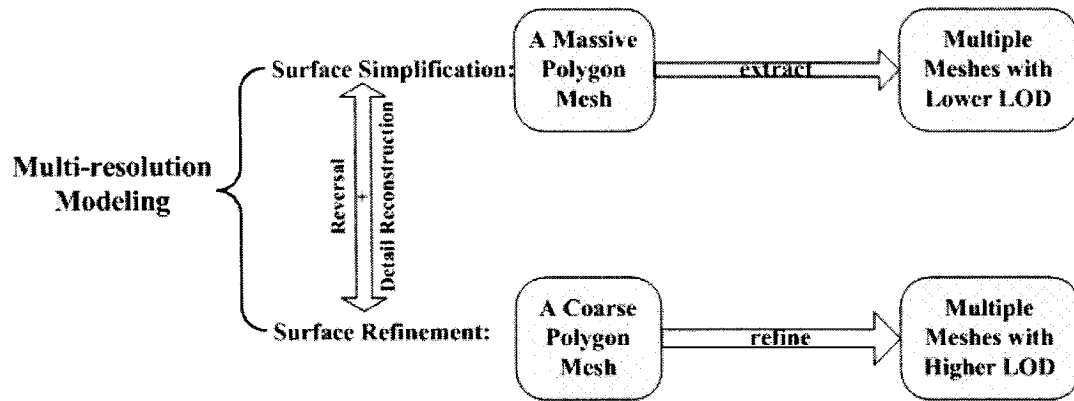 Multi-resolution
Modeling
Surface Simplification:
A Massive
Polygon
Mesh
extract
Multiple
Meshes with
Lower LOD
Reversal
+
Detail Reconstruction
Surface Refinement:
A Coarse
Polygon
Mesh
refine
Multiple
Meshes with
Higher LOD